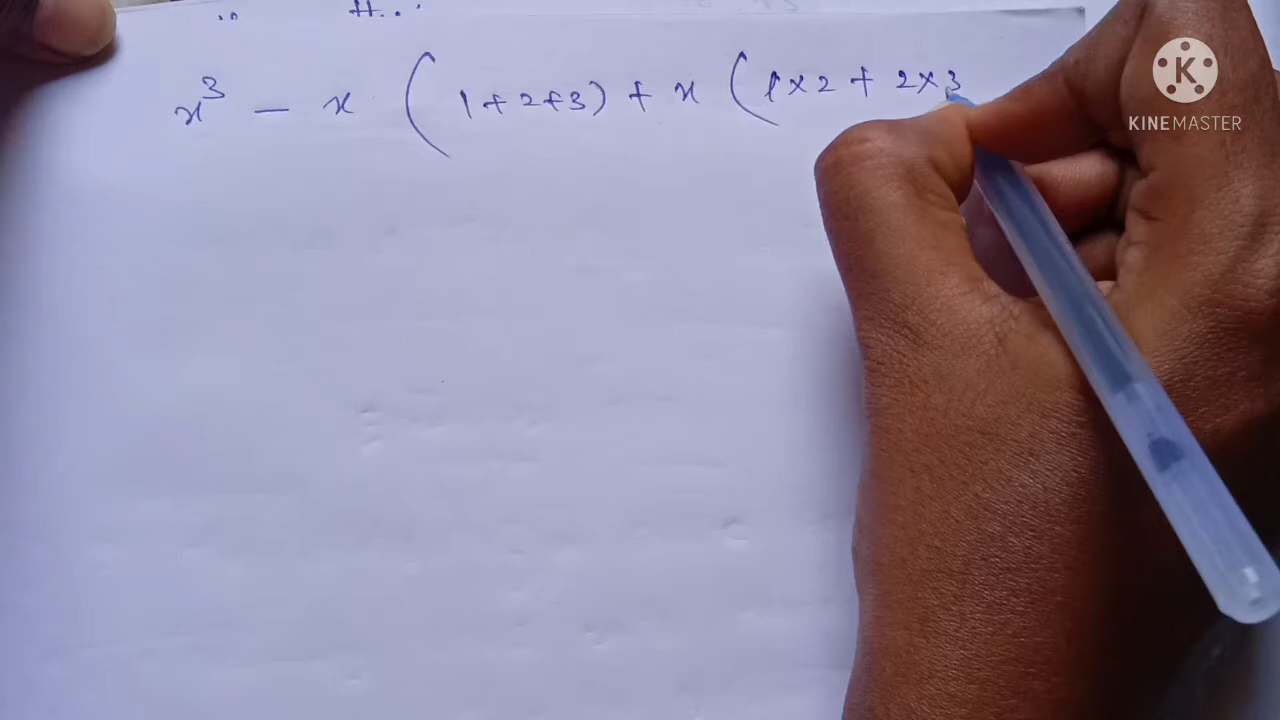 x³ – x (1+2+3) + x (1×2 + 2×3
K
KINEMASTER